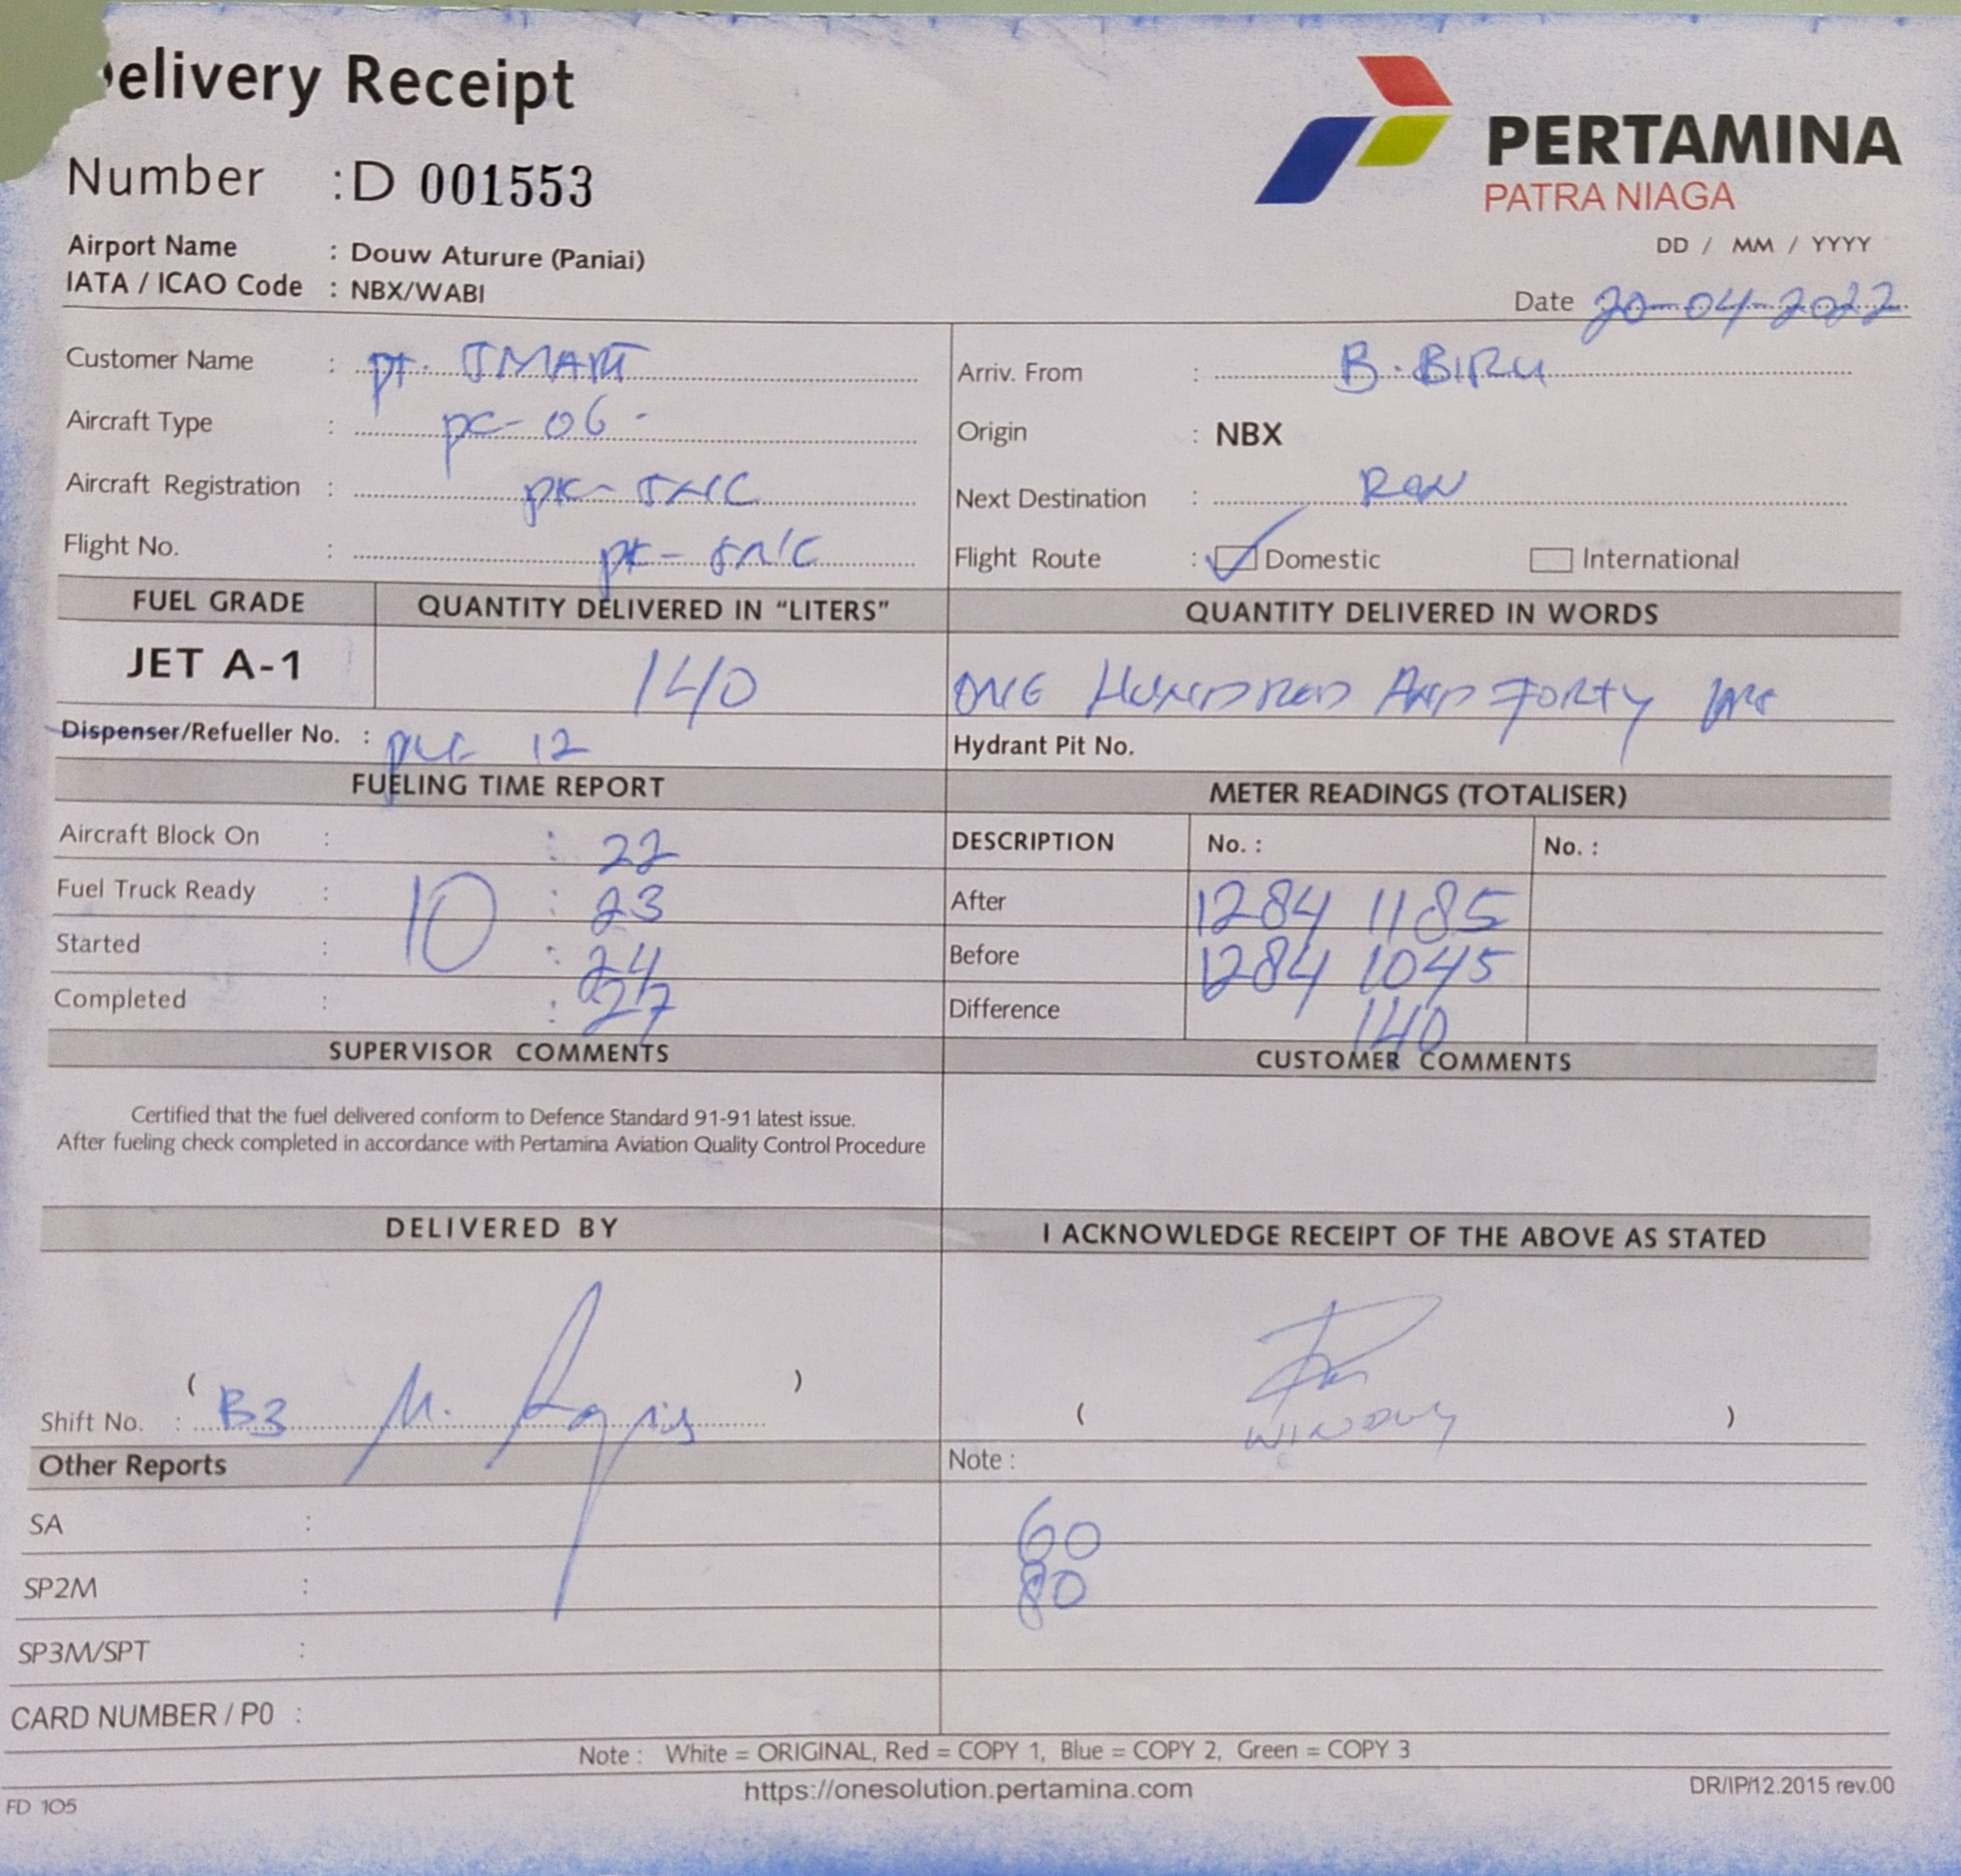 elivery Receipt
PERTAMINA
PATRA NIAGA
Number : D 001553
Airport Name : Douw Aturure (Paniai)
IATA / ICAO Code : NBX/WABI
DD / MM / YYYY
Date 20-04-2022
Customer Name : PT. SMART
Arriv. From : B. BIRU
Aircraft Type : PC-06
Origin : NBX
Aircraft Registration : PK-
Next Destination :
Flight No. : PK-
Flight Route : Domestic International
FUEL GRADE QUANTITY DELIVERED IN "LITERS" QUANTITY DELIVERED IN WORDS
JET A-1 140 ONE HUNDRED AND FORTY
Dispenser/Refueller No. : 12
Hydrant Pit No.
FUELING TIME REPORT METER READINGS (TOTALISER)
Aircraft Block On : : 22
DESCRIPTION No. : No. :
Fuel Truck Ready : 10 : 23
After 1284 1185
Started : : 24
Before 1284 1045
Completed : : 27
Difference 140
SUPERVISOR COMMENTS CUSTOMER COMMENTS
Certified that the fuel delivered conform to Defence Standard 91-91 latest issue.
After fueling check completed in accordance with Pertamina Aviation Quality Control Procedure
DELIVERED BY I ACKNOWLEDGE RECEIPT OF THE ABOVE AS STATED
( )
Shift No. : B3 M.
( )
Other Reports
Note :
SA :
60
SP2M :
80
SP3M/SPT :
CARD NUMBER / P0 :
Note : White = ORIGINAL, Red = COPY 1, Blue = COPY 2, Green = COPY 3
https://onesolution.pertamina.com
FD 105
DR/IP/12.2015 rev.00